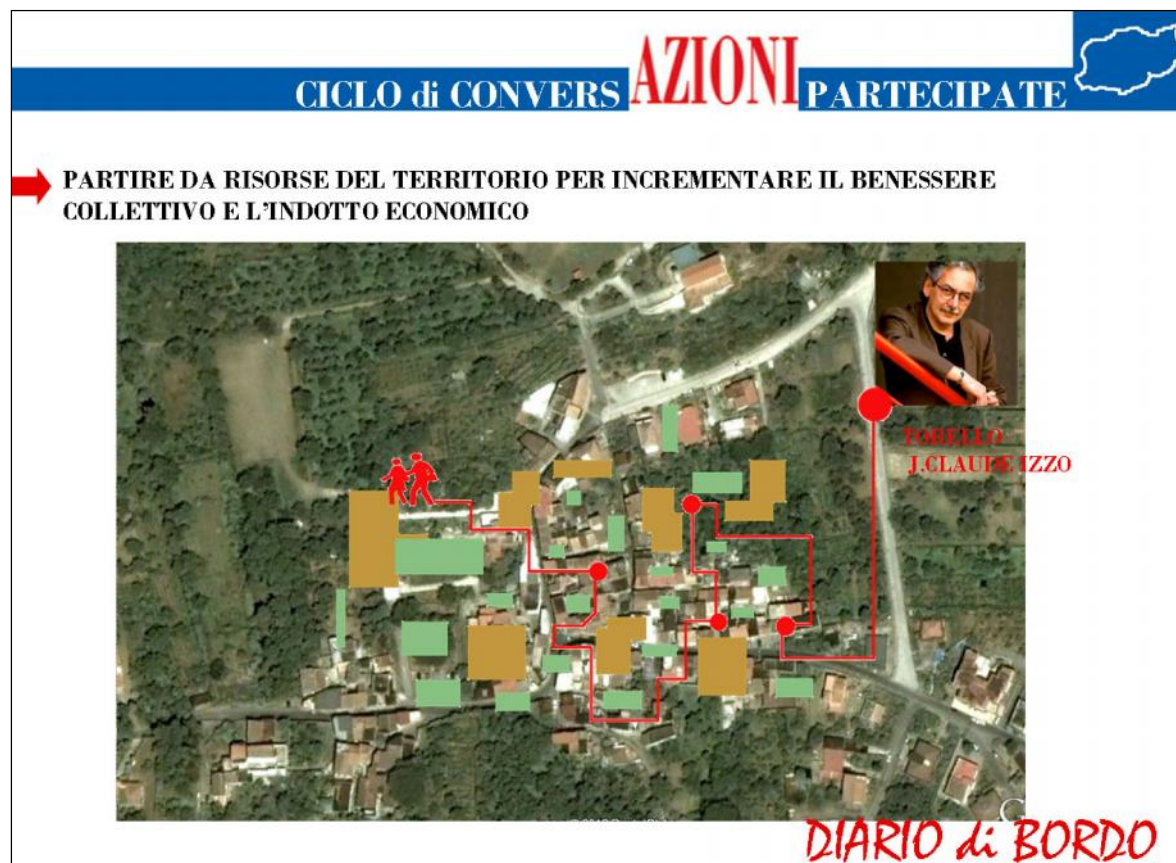 CICLO di CONVERSAZIONI PARTECIPATE
PARTIRE DA RISORSE DEL TERRITORIO PER INCREMENTARE IL BENESSERE
COLLETTIVO E L'INDOTTO ECONOMICO
TORELLO
J.CLAUDE IZZO
DIARIO di BORDO